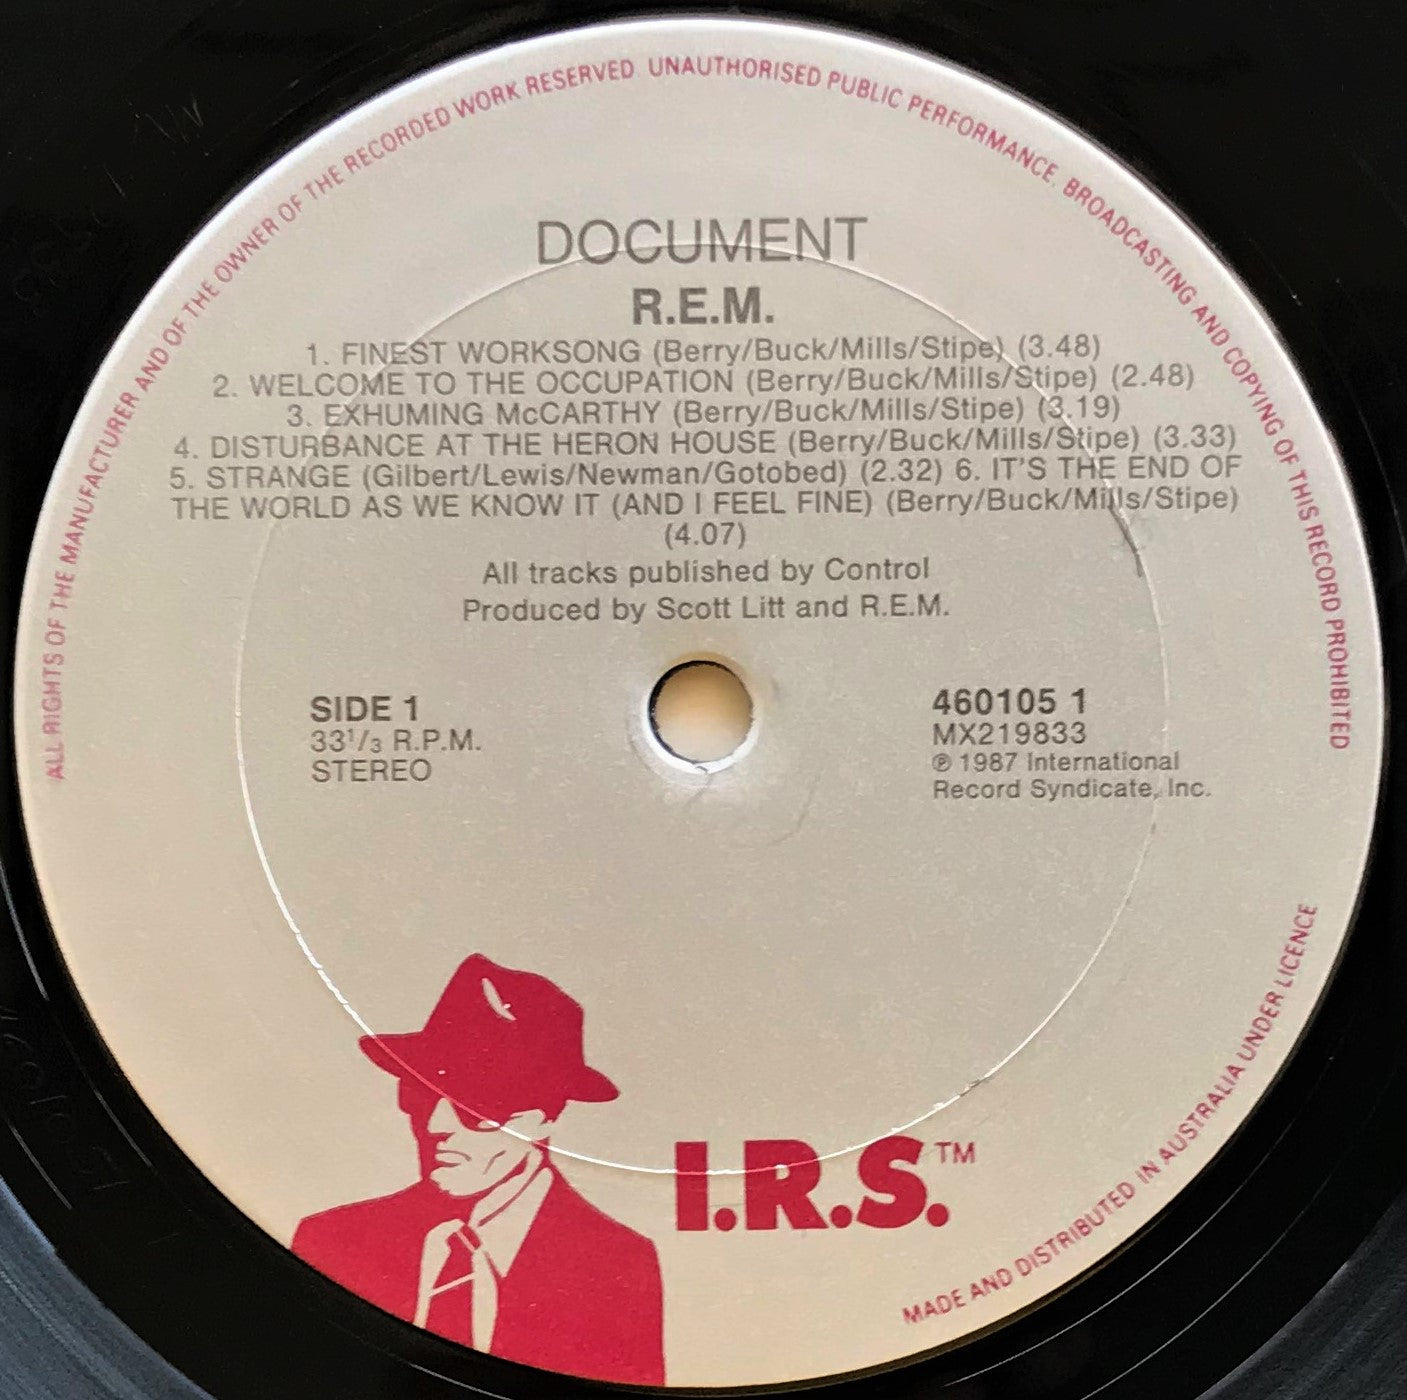 ALL RIGHTS OF THE MANUFACTURER AND OF THE OWNER OF THE RECORDED WORK RESERVED UNAUTHORISED PUBLIC PERFORMANCE, BROADCASTING AND COPYING OF THIS RECORD PROHIBITED
DOCUMENT
R.E.M.
1. FINEST WORKSONG (Berry/Buck/Mills/Stipe) (3.48)
2. WELCOME TO THE OCCUPATION (Berry/Buck/Mills/Stipe) (2.48)
3. EXHUMING McCARTHY (Berry/Buck/Mills/Stipe) (3.19)
4. DISTURBANCE AT THE HERON HOUSE (Berry/Buck/Mills/Stipe) (3.33)
5. STRANGE (Gilbert/Lewis/Newman/Gotobed) (2.32) 6. IT'S THE END OF
THE WORLD AS WE KNOW IT (AND I FEEL FINE) (Berry/Buck/Mills/Stipe)
(4.07)
All tracks published by Control
Produced by Scott Litt and R.E.M.
SIDE 1
33⅓ R.P.M.
STEREO
460105 1
MX219833
℗ 1987 International
Record Syndicate, Inc.
I.R.S.™
MADE AND DISTRIBUTED IN AUSTRALIA UNDER LICENCE